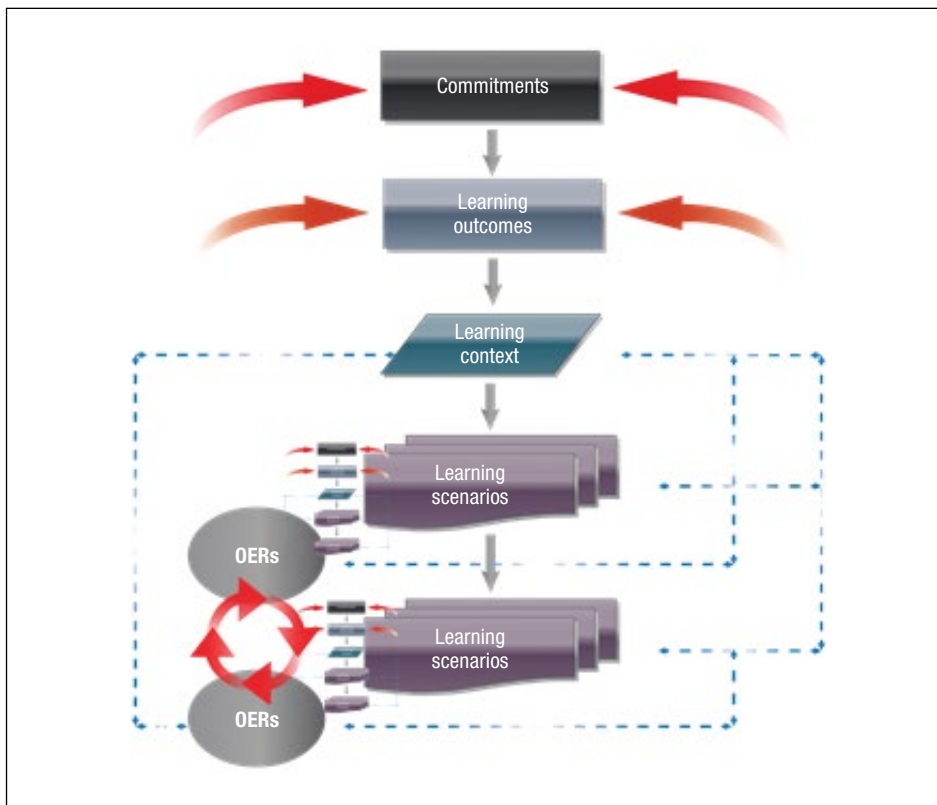 Commitments
Learning
outcomes
Learning
context
Learning
scenarios
OERs
Learning
scenarios
OERs